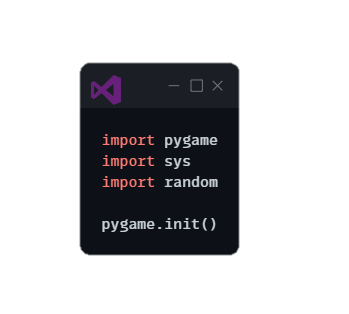 import pygame
import sys
import random
pygame.init()